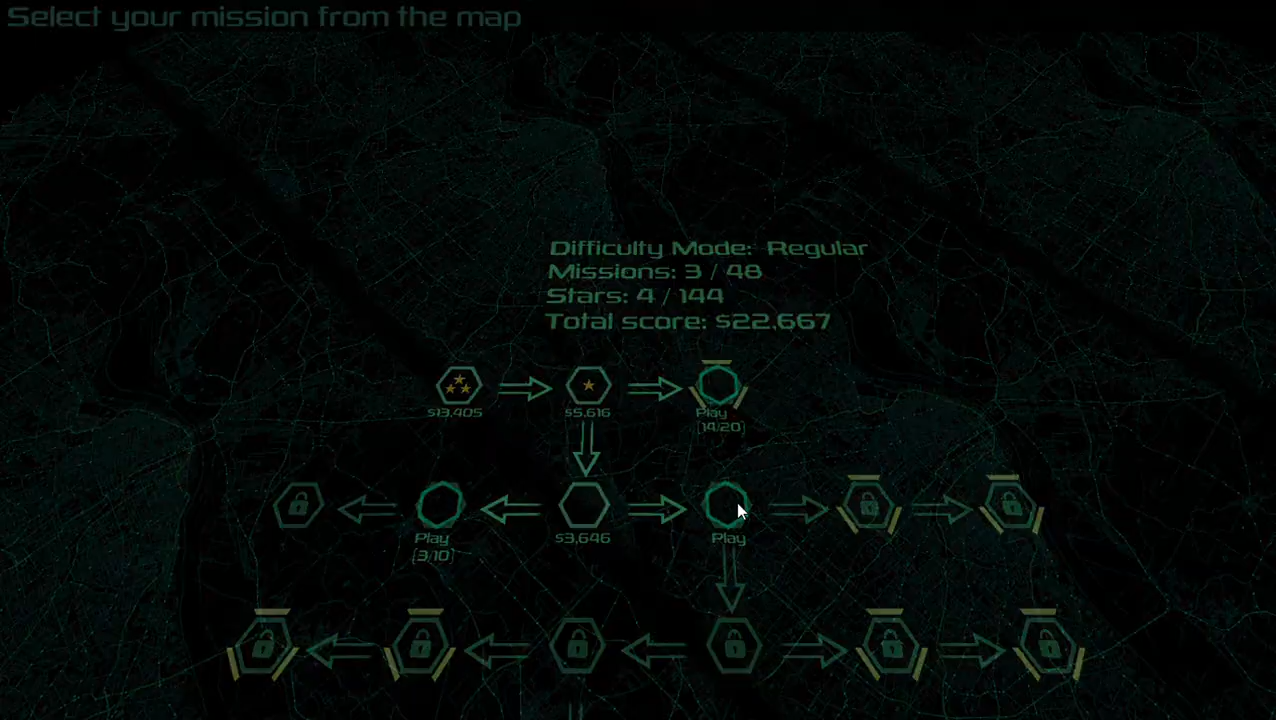 Select your mission from the map
Difficulty Mode: Regular
Missions: 3 / 48
Stars: 4 / 144
Total score: $22,667
$13,405
$5,616
Play
(14/20)
Play
(3/10)
$3,646
Play